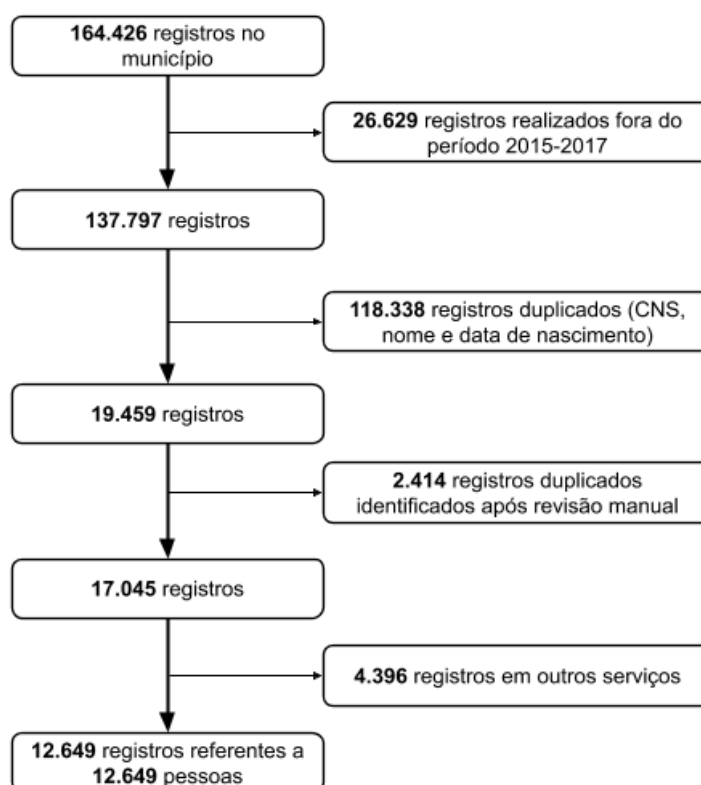 164.426 registros no
município
26.629 registros realizados fora do
período 2015-2017
137.797 registros
118.338 registros duplicados (CNS,
nome e data de nascimento)
19.459 registros
2.414 registros duplicados
identificados após revisão manual
17.045 registros
4.396 registros em outros serviços
12.649 registros referentes a
12.649 pessoas